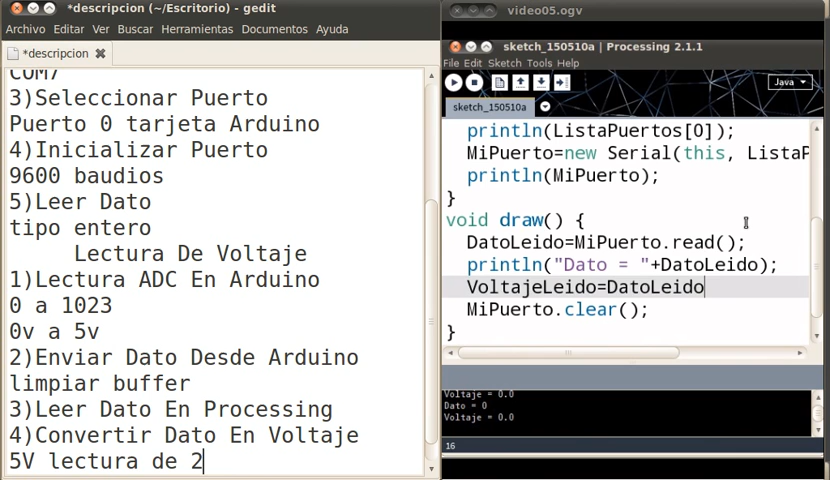 *descripcion (~/Escritorio) - gedit
Archivo Editar Ver Buscar Herramientas Documentos Ayuda
*descripcion
COM7
3)Seleccionar Puerto
Puerto 0 tarjeta Arduino
4)Inicializar Puerto
9600 baudios
5)Leer Dato
tipo entero
Lectura De Voltaje
1)Lectura ADC En Arduino
0 a 1023
0v a 5v
2)Enviar Dato Desde Arduino
limpiar buffer
3)Leer Dato En Processing
4)Convertir Dato En Voltaje
5V lectura de 2
video05.ogv
sketch_150510a | Processing 2.1.1
File Edit Sketch Tools Help
Java
sketch_150510a
println(ListaPuertos[0]);
MiPuerto=new Serial(this, ListaP
println(MiPuerto);
}
void draw() {
DatoLeido=MiPuerto.read();
println("Dato = "+DatoLeido);
VoltajeLeido=DatoLeido
MiPuerto.clear();
}
Voltaje = 0.0
Dato = 0
Voltaje = 0.0
16